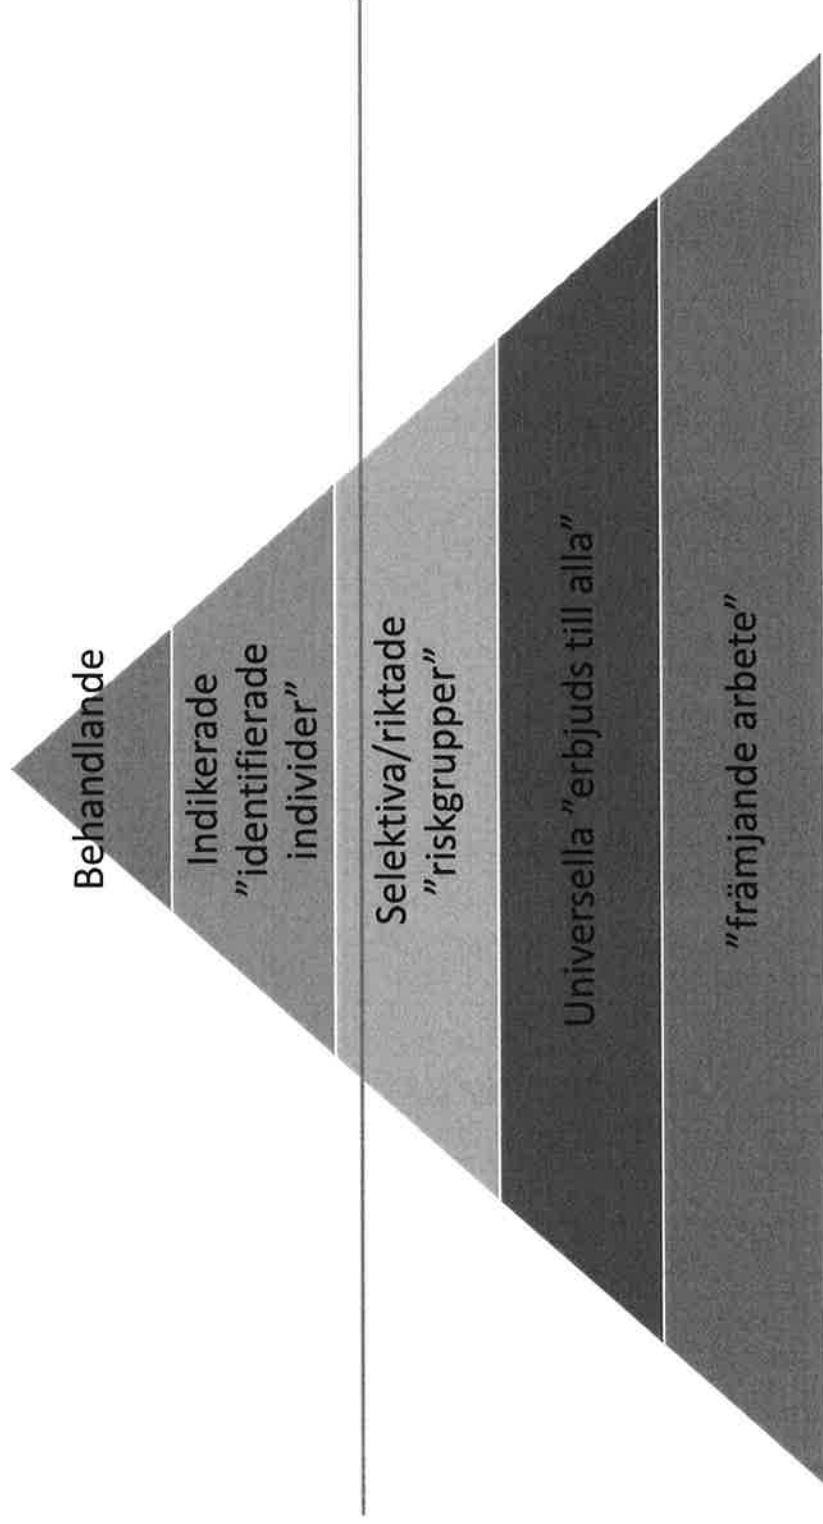 Behandlande
Indikerade
”identifierade
individer”
Selektiva/riktade
”riskgrupper”
Universella ”erbjuds till alla”
”främjande arbete”